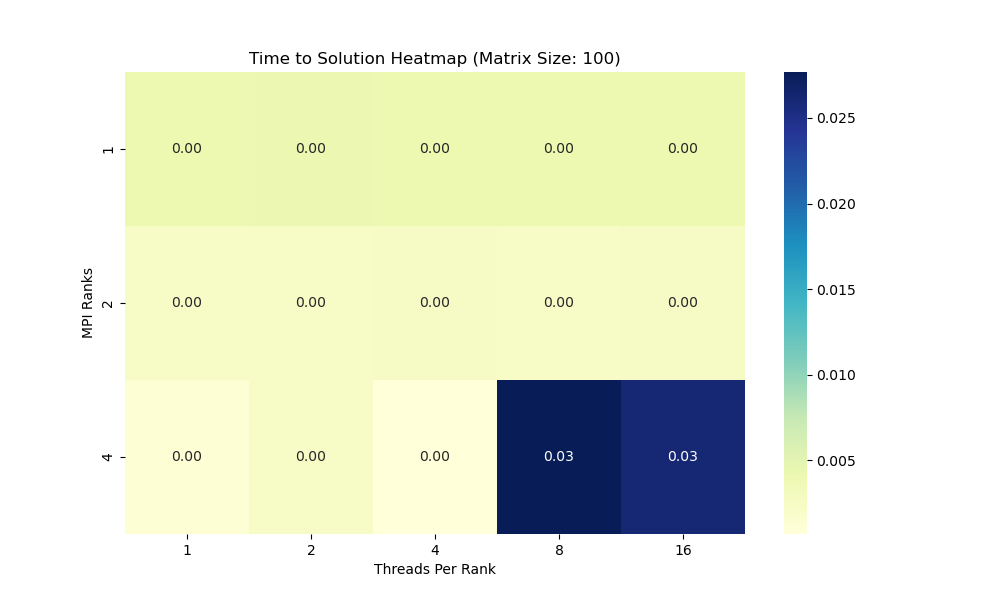 Time to Solution Heatmap (Matrix Size: 100)
MPI Ranks
1
0.00 0.00 0.00 0.00 0.00
2
0.00 0.00 0.00 0.00 0.00
4
0.00 0.00 0.00 0.03 0.03
1 2 4 8 16
Threads Per Rank
0.025
0.020
0.015
0.010
0.005